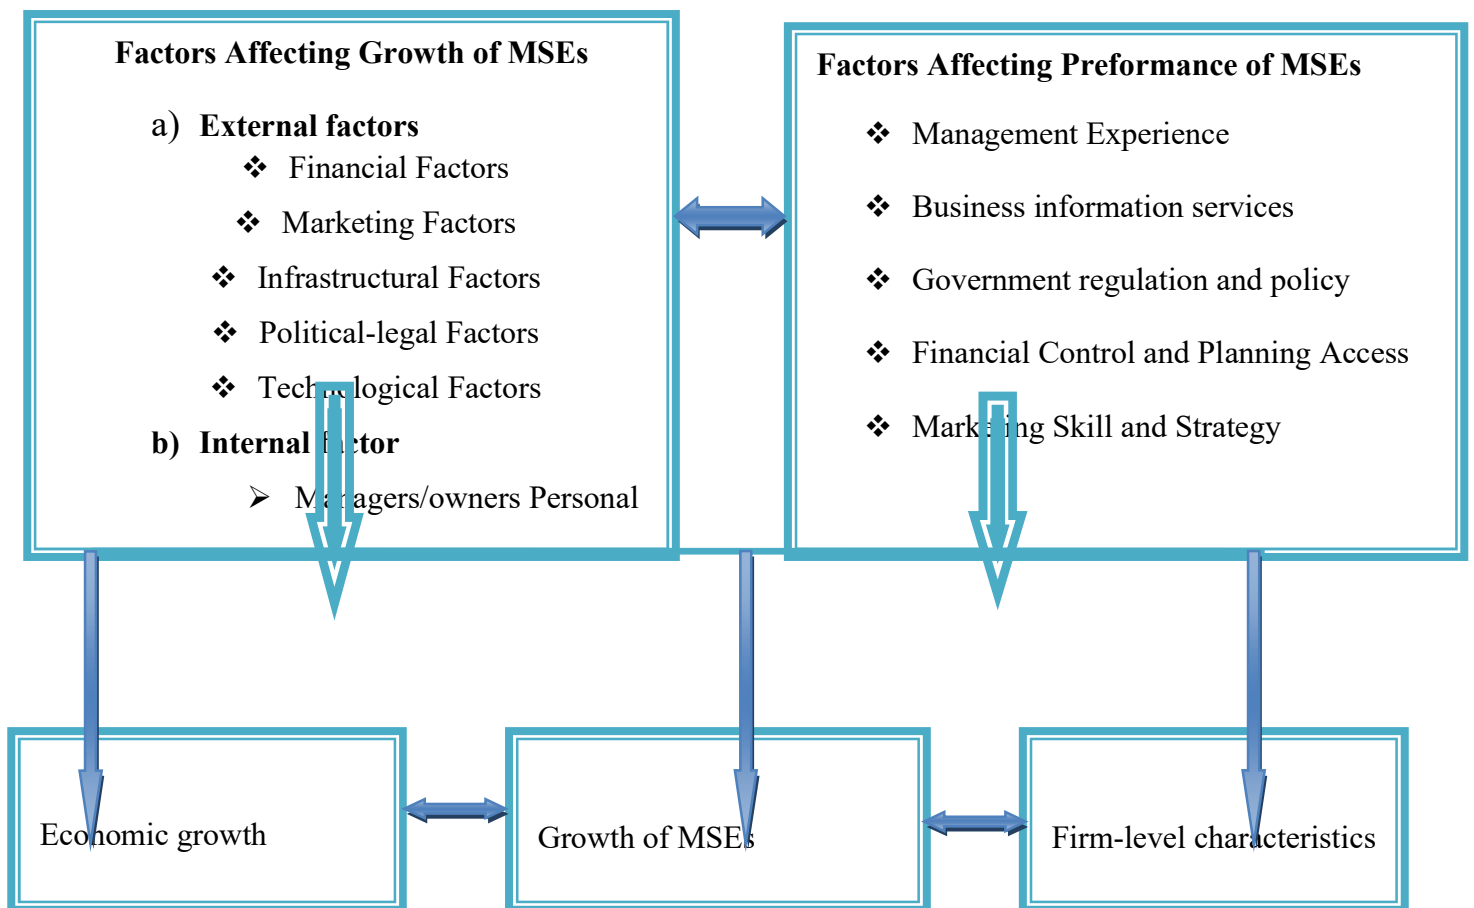 Factors Affecting Growth of MSEs
a) External factors
❖ Financial Factors
❖ Marketing Factors
❖ Infrastructural Factors
❖ Political-legal Factors
❖ Technological Factors
b) Internal factor
➢ Managers/owners Personal
Factors Affecting Preformance of MSEs
❖ Management Experience
❖ Business information services
❖ Government regulation and policy
❖ Financial Control and Planning Access
❖ Marketing Skill and Strategy
Economic growth
Growth of MSEs
Firm-level characteristics